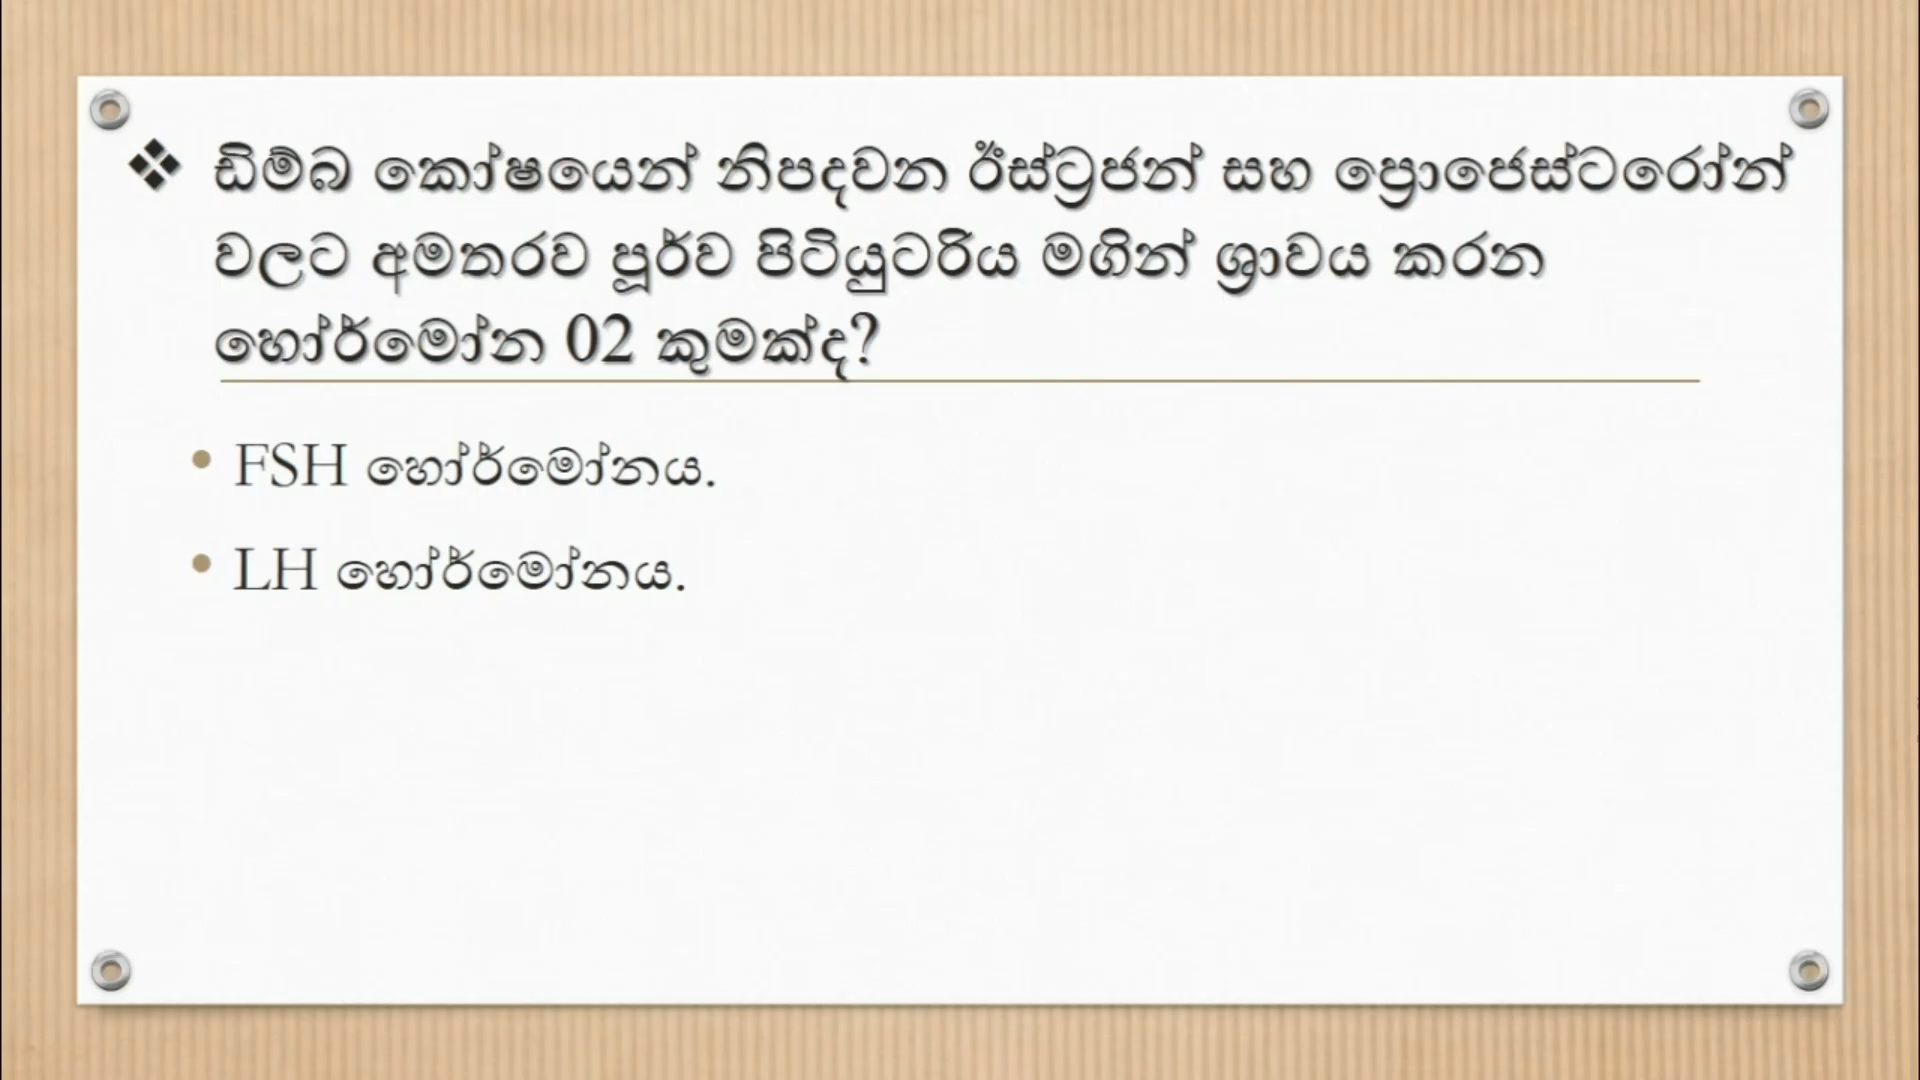 ❖ ඩිම්බ කෝෂයෙන් නිපදවන ඊස්ට්‍රජන් සහ ප්‍රොජෙස්ටරෝන්
වලට අමතරව පූර්ව පිටියුටරිය මගින් ශ්‍රාවය කරන
හෝර්මෝන 02 කුමක්ද?
• FSH හෝර්මෝනය.
• LH හෝර්මෝනය.